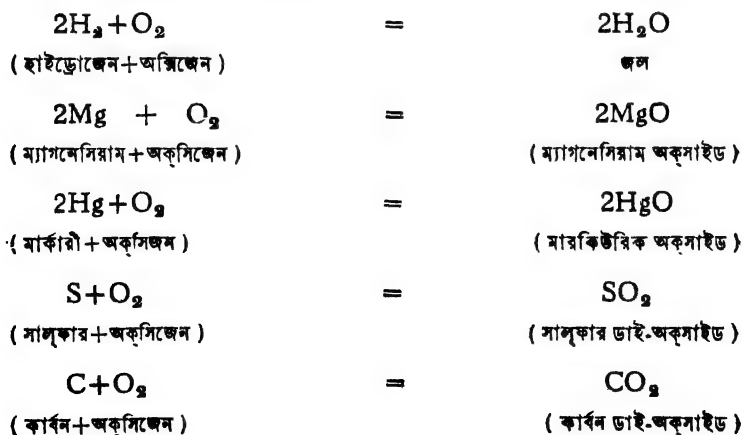 2H₂+O₂ = 2H₂O
( হাইড্রোজেন+অক্সিজেন ) জল
2Mg + O₂ = 2MgO
( ম্যাগনেসিয়াম+অক্‌সিজেন ) ( ম্যাগনেসিয়াম অক্‌সাইড )
2Hg+O₂ = 2HgO
( মার্কারী+অক্‌সিজন ) ( মারকিউরিক অক্‌সাইড )
S+O₂ = SO₂
( সাল্‌ফার+অক্‌সিজেন ) ( সাল্‌ফার ডাই-অক্‌সাইড )
C+O₂ = CO₂
( কার্বন+অক্‌সিজেন ) ( কার্বন ডাই-অক্‌সাইড )